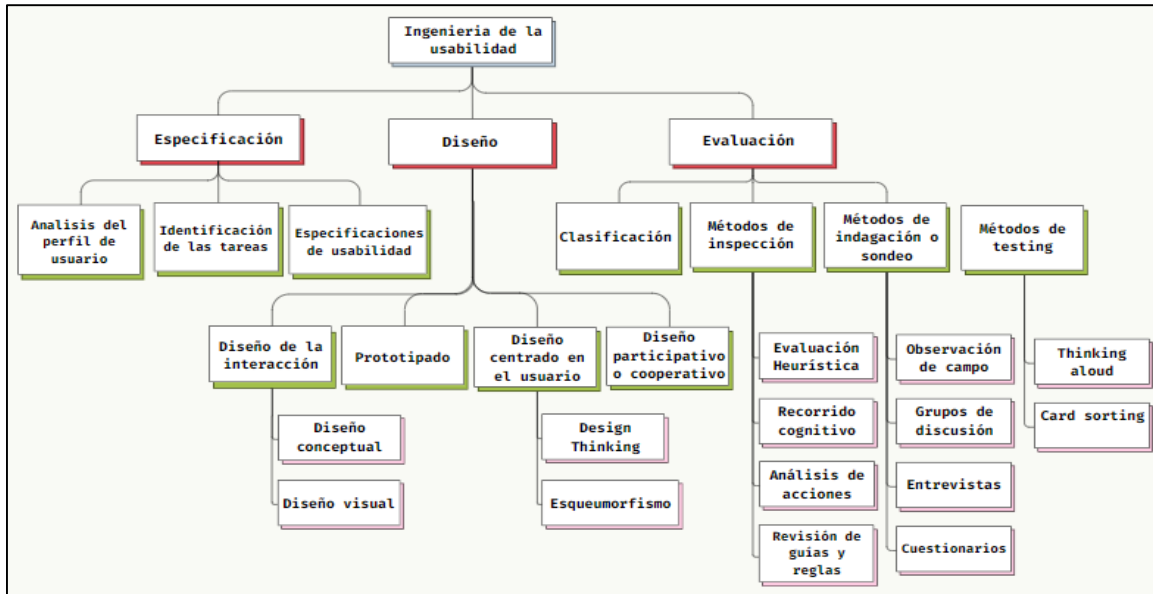 Ingenieria de la
usabilidad
Especificación
Diseño
Evaluación
Analisis del
perfil de
usuario
Identificación
de las tareas
Especificaciones
de usabilidad
Clasificación
Métodos de
inspección
Métodos de
indagación o
sondeo
Métodos de
testing
Diseño de la
interacción
Prototipado
Diseño
centrado en
el usuario
Diseño
participativo
o cooperativo
Diseño
conceptual
Diseño visual
Design
Thinking
Esqueumorfismo
Evaluación
Heurística
Recorrido
cognitivo
Análisis de
acciones
Revisión de
guias y
reglas
Observación
de campo
Grupos de
discusión
Entrevistas
Cuestionarios
Thinking
aloud
Card sorting